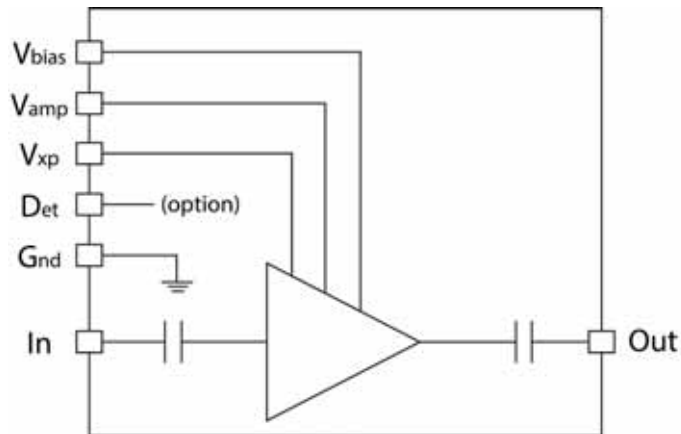 Vbias
Vamp
Vxp
Det (option)
Gnd
In
Out